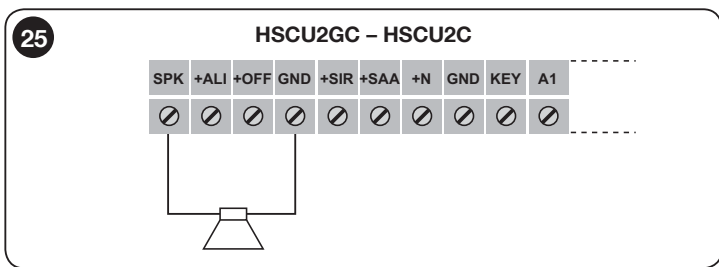 25
HSCU2GC – HSCU2C
SPK +ALI +OFF GND +SIR +SAA +N GND KEY A1